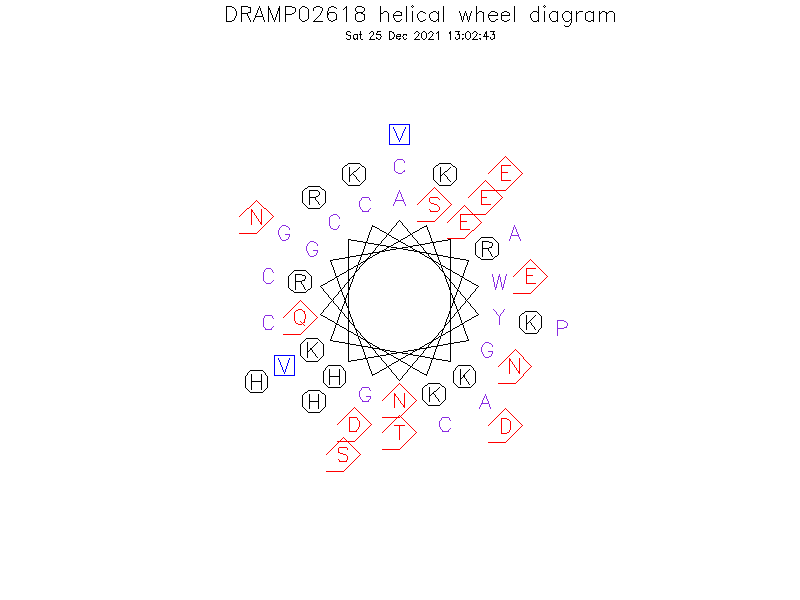 DRAMP02618 helical wheel diagram
Sat 25 Dec 2021 13:02:43
V
C
K K E
R E
C A S
N C E
G G R A
C R W E
C Q Y K P
K G
V N
H H K
H G N K A
D T C D
S